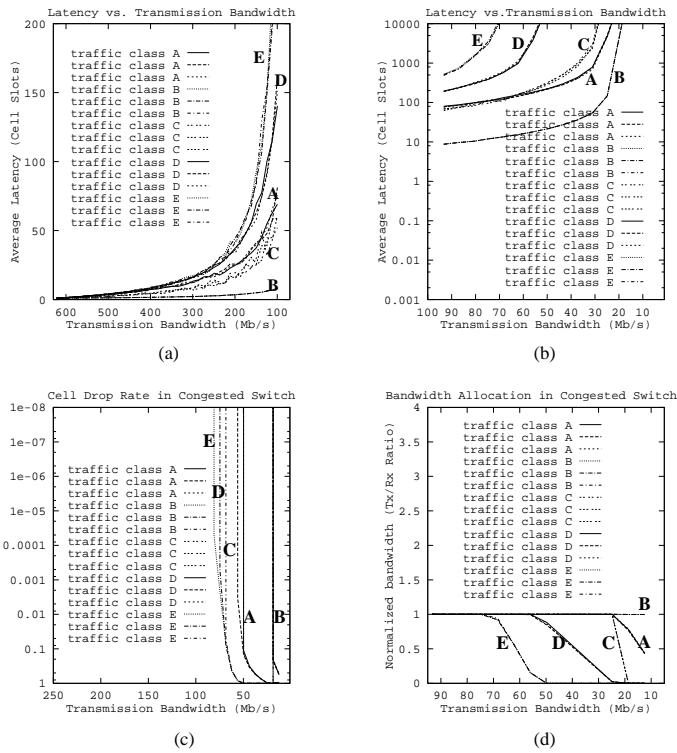 Latency vs. Transmission Bandwidth
Average Latency (Cell Slots)
200
150
100
50
0
traffic class A
traffic class A
traffic class A
traffic class B
traffic class B
traffic class B
traffic class C
traffic class C
traffic class C
traffic class D
traffic class D
traffic class D
traffic class E
traffic class E
traffic class E
E
D
A
C
B
600 500 400 300 200 100
Transmission Bandwidth (Mb/s)
(a)
Latency vs.Transmission Bandwidth
Average Latency (Cell Slots)
10000
1000
100
10
1
0.1
0.01
0.001
E
D
C
A
B
traffic class A
traffic class A
traffic class A
traffic class B
traffic class B
traffic class B
traffic class C
traffic class C
traffic class C
traffic class D
traffic class D
traffic class D
traffic class E
traffic class E
traffic class E
100 90 80 70 60 50 40 30 20 10
Transmission Bandwidth (Mb/s)
(b)
Cell Drop Rate in Congested Switch
1e-08
1e-07
1e-06
1e-05
0.0001
0.001
0.01
0.1
1
traffic class A
traffic class A
traffic class A
traffic class B
traffic class B
traffic class B
traffic class C
traffic class C
traffic class C
traffic class D
traffic class D
traffic class D
traffic class E
traffic class E
traffic class E
E
D
C
A
B
250 200 150 100 50
Transmission Bandwidth (Mb/s)
(c)
Bandwidth Allocation in Congested Switch
Normalized bandwidth (Tx/Rx Ratio)
4
3.5
3
2.5
2
1.5
1
0.5
0
traffic class A
traffic class A
traffic class A
traffic class B
traffic class B
traffic class B
traffic class C
traffic class C
traffic class C
traffic class D
traffic class D
traffic class D
traffic class E
traffic class E
traffic class E
B
E
D
C
A
90 80 70 60 50 40 30 20 10
Transmission Bandwidth (Mb/s)
(d)